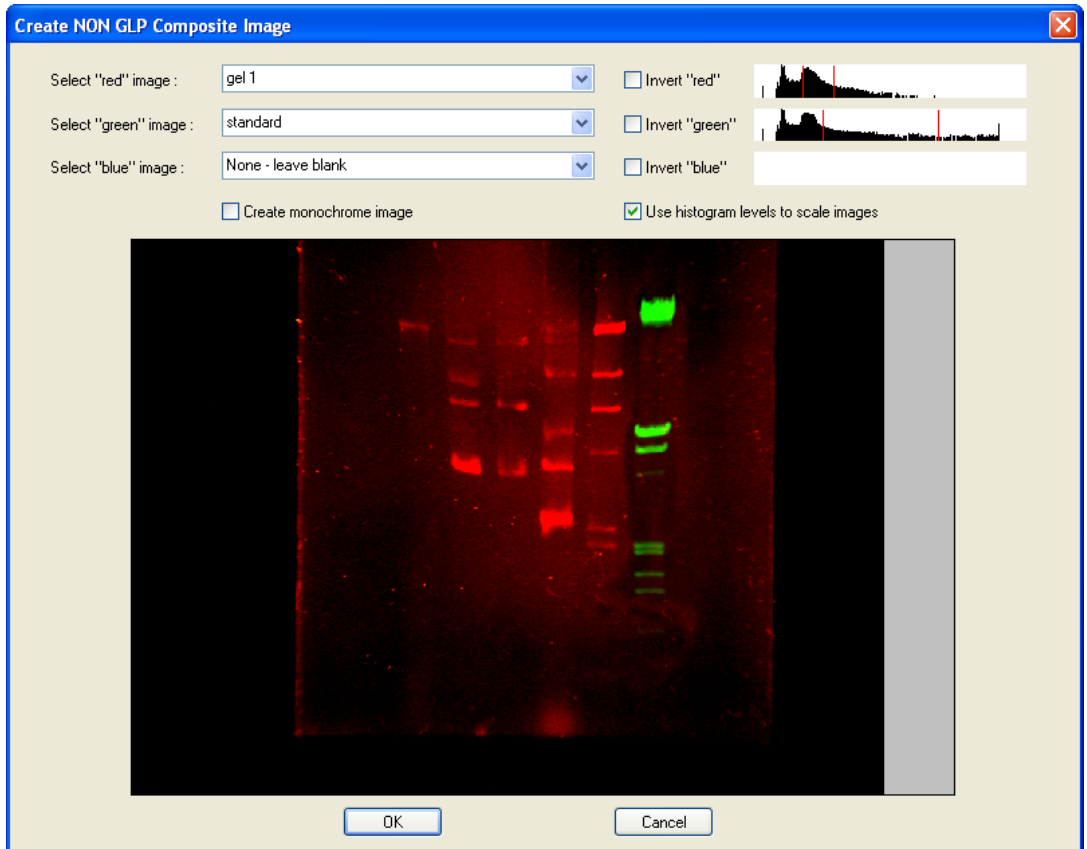 Create NON GLP Composite Image
Select "red" image : gel 1 Invert "red"
Select "green" image : standard Invert "green"
Select "blue" image : None - leave blank Invert "blue"
Create monochrome image Use histogram levels to scale images
OK Cancel